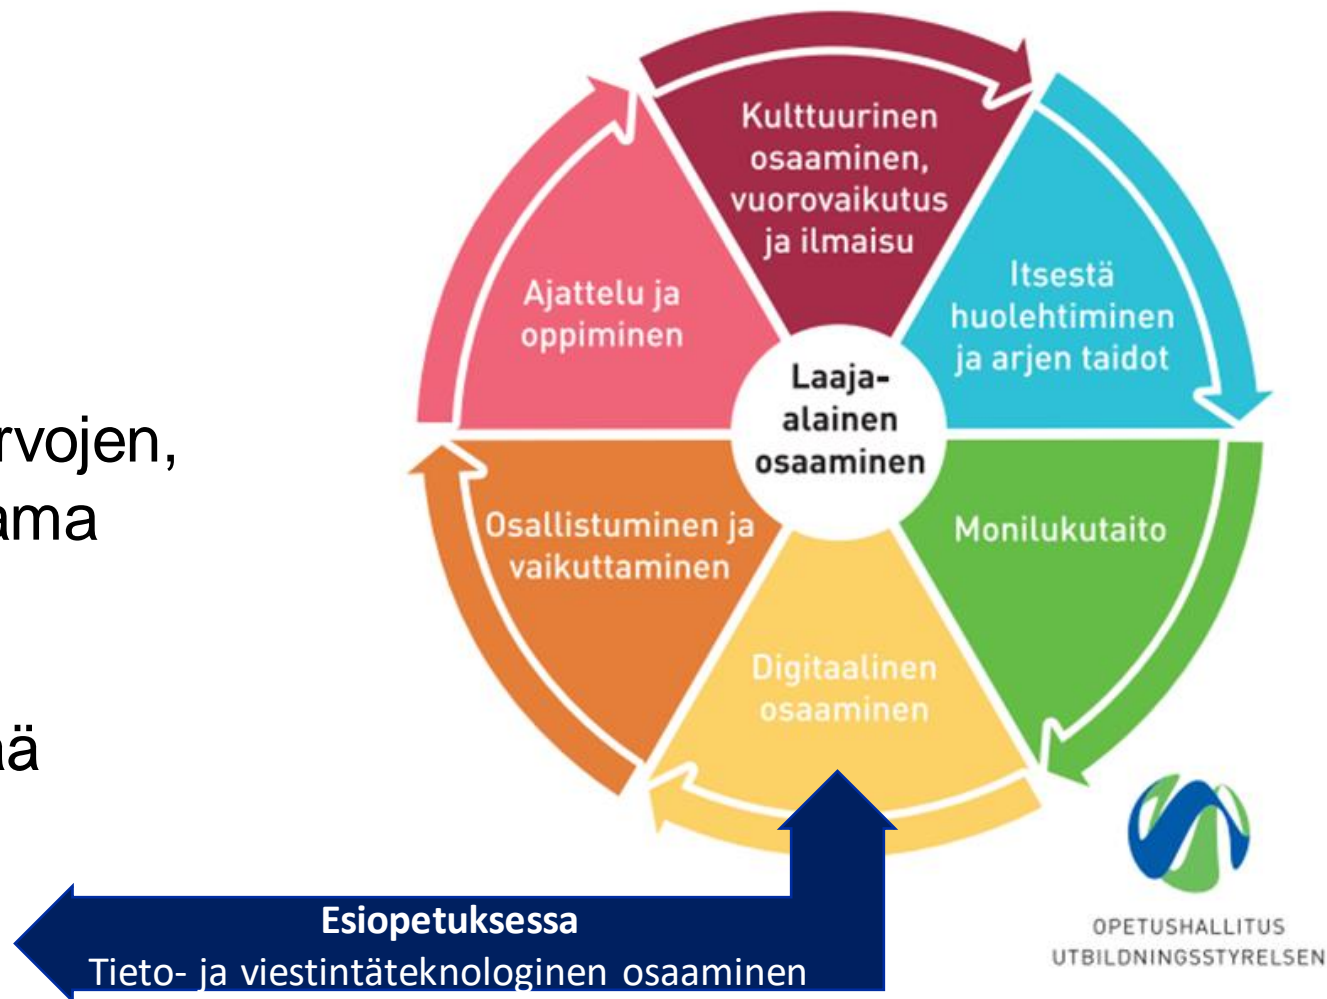 Kulttuurinen
osaaminen,
vuorovaikutus
ja ilmaisu
Itsestä
huolehtiminen
ja arjen taidot
Monilukutaito
Digitaalinen
osaaminen
Osallistuminen ja
vaikuttaminen
Ajattelu ja
oppiminen
Laaja-
alainen
osaaminen
rvojen,
ama
ää
Esiopetuksessa
Tieto- ja viestintäteknologinen osaaminen
OPETUSHALLITUS
UTBILDNINGSSTYRELSEN